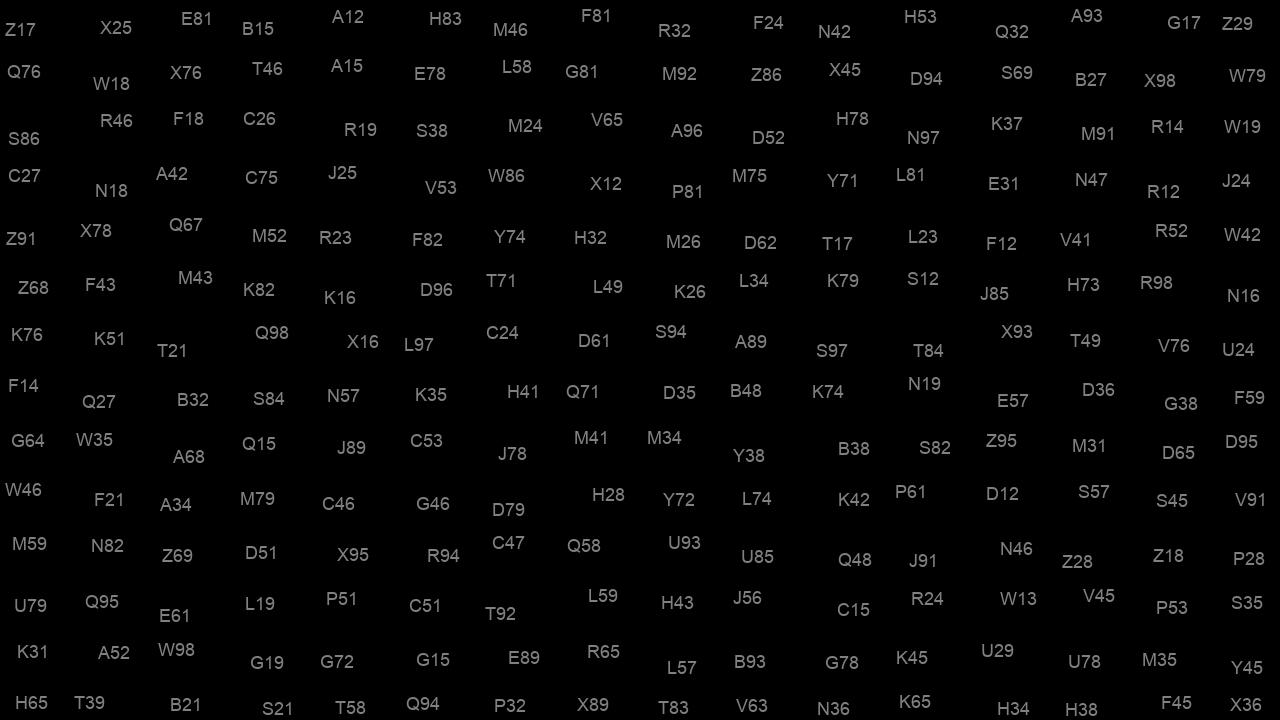 Z17 X25 E81 B15 A12 H83 M46 F81 R32 F24 N42 H53 Q32 A93 G17 Z29
Q76 W18 X76 T46 A15 E78 L58 G81 M92 Z86 X45 D94 S69 B27 X98 W79
S86 R46 F18 C26 R19 S38 M24 V65 A96 D52 H78 N97 K37 M91 R14 W19
C27 N18 A42 C75 J25 V53 W86 X12 P81 M75 Y71 L81 E31 N47 R12 J24
Z91 X78 Q67 M52 R23 F82 Y74 H32 M26 D62 T17 L23 F12 V41 R52 W42
Z68 F43 M43 K82 K16 D96 T71 L49 K26 L34 K79 S12 J85 H73 R98 N16
K76 K51 T21 Q98 X16 L97 C24 D61 S94 A89 S97 T84 X93 T49 V76 U24
F14 Q27 B32 S84 N57 K35 H41 Q71 D35 B48 K74 N19 E57 D36 G38 F59
G64 W35 A68 Q15 J89 C53 J78 M41 M34 Y38 B38 S82 Z95 M31 D65 D95
W46 F21 A34 M79 C46 G46 D79 H28 Y72 L74 K42 P61 D12 S57 S45 V91
M59 N82 Z69 D51 X95 R94 C47 Q58 U93 U85 Q48 J91 N46 Z28 Z18 P28
U79 Q95 E61 L19 P51 C51 T92 L59 H43 J56 C15 R24 W13 V45 P53 S35
K31 A52 W98 G19 G72 G15 E89 R65 L57 B93 G78 K45 U29 U78 M35 Y45
H65 T39 B21 S21 T58 Q94 P32 X89 T83 V63 N36 K65 H34 H38 F45 X36